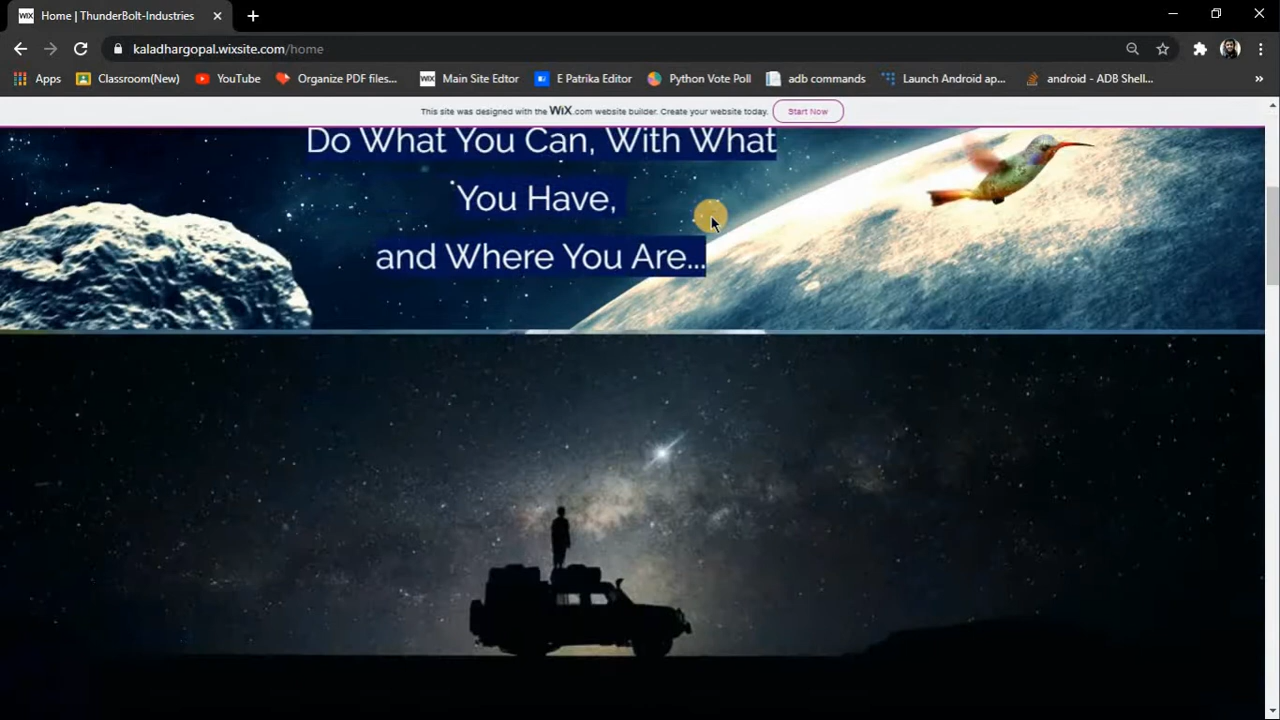 WiX Home | ThunderBolt-Industries
kaladhargopal.wixsite.com/home
Apps Classroom(New) YouTube Organize PDF files... WiX Main Site Edtor E Patrika Editor Python Vote Poll adb commands Launch Android ap... android - ADB Shell... »
This site was designed with the WiX.com website builder. Create your website today. Start Now
Do What You Can, With What
You Have,
and Where You Are...